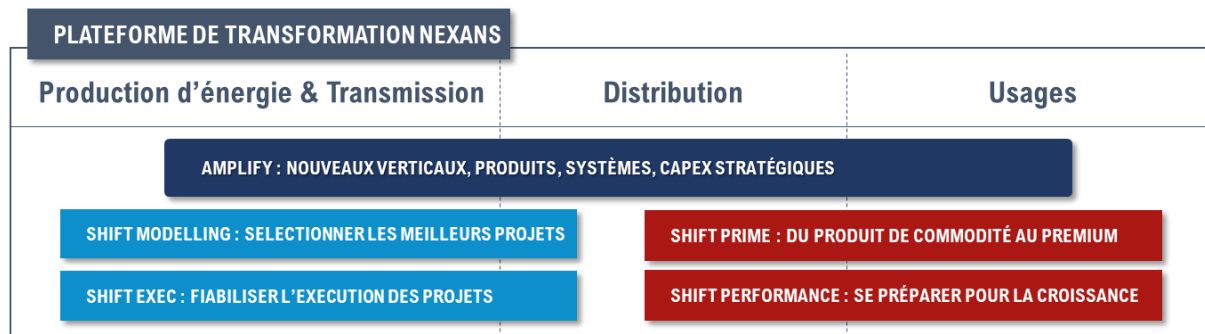 PLATEFORME DE TRANSFORMATION NEXANS
Production d'énergie & Transmission
Distribution
Usages
AMPLIFY : NOUVEAUX VERTICAUX, PRODUITS, SYSTÈMES, CAPEX STRATÉGIQUES
SHIFT MODELLING : SELECTIONNER LES MEILLEURS PROJETS
SHIFT PRIME : DU PRODUIT DE COMMODITÉ AU PREMIUM
SHIFT EXEC : FIABILISER L'EXECUTION DES PROJETS
SHIFT PERFORMANCE : SE PRÉPARER POUR LA CROISSANCE